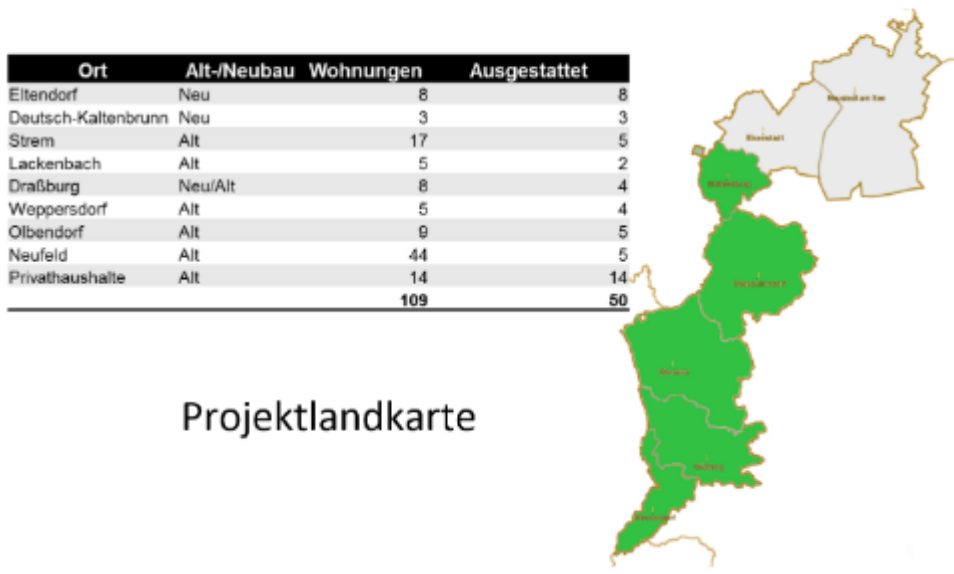 Ort Alt-/Neubau Wohnungen Ausgestattet
Eltendorf Neu 8 8
Deutsch-Kaltenbrunn Neu 3 3
Strem Alt 17 5
Lackenbach Alt 5 2
Draßburg Neu/Alt 8 4
Weppersdorf Alt 5 4
Olbendorf Alt 9 5
Neufeld Alt 44 5
Privathaushalte Alt 14 14
109 50
Projektlandkarte